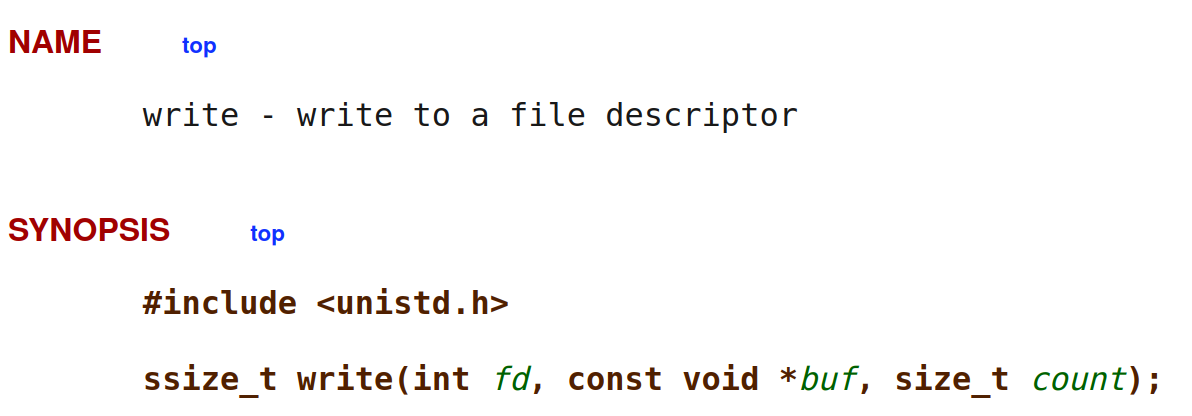 NAME top
write - write to a file descriptor
SYNOPSIS top
#include <unistd.h>
ssize_t write(int fd, const void *buf, size_t count);